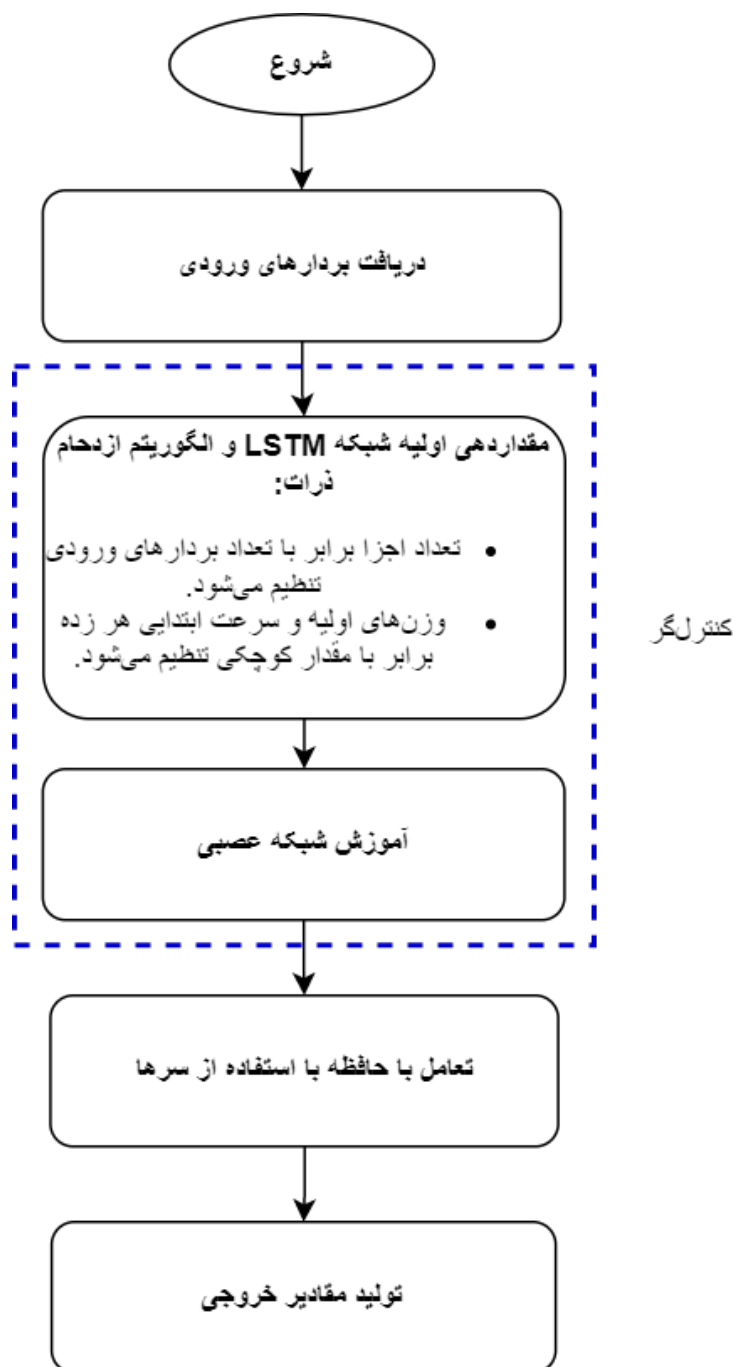 شروع
دریافت بردارهای ورودی
مقداردهی اولیه شبکه LSTM و الگوریتم ازدحام
ذرات:
• تعداد اجزا برابر با تعداد بردارهای ورودی
تنظیم می‌شود.
• وزن‌های اولیه و سرعت ابتدایی هر زده
برابر با مقدار کوچکی تنظیم می‌شود.
کنترل‌گر
آموزش شبکه عصبی
تعامل با حافظه با استفاده از سرها
تولید مقادیر خروجی